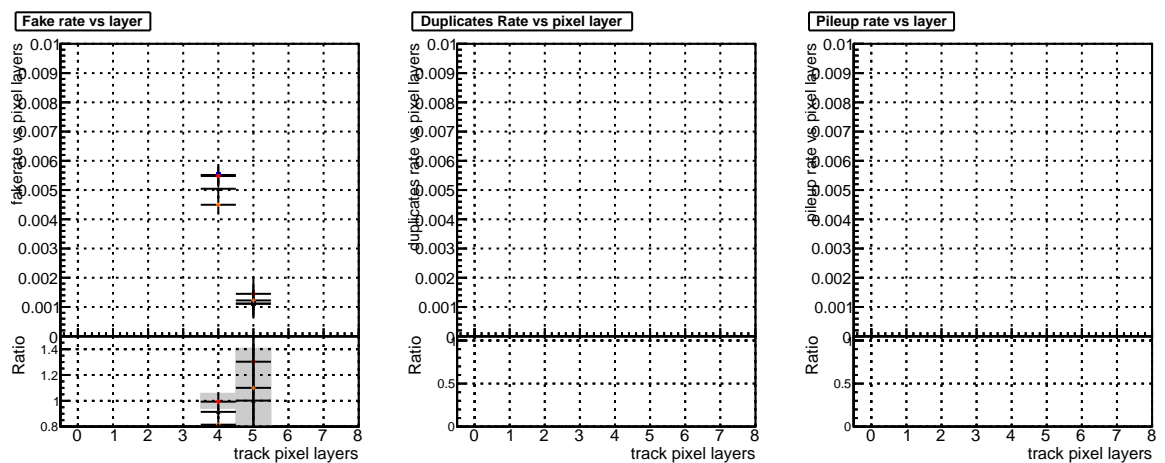 Fake rate vs layer
fakerate vs pixel layers
0.01
0.009
0.008
0.007
0.006
0.005
0.004
0.003
0.002
0.001
0
Ratio
1.4
1.2
1
0.8
0 1 2 3 4 5 6 7 8
track pixel layers
Duplicates Rate vs pixel layer
duplicates rate vs pixel layers
0.01
0.009
0.008
0.007
0.006
0.005
0.004
0.003
0.002
0.001
0
Ratio
1
0.5
0
0 1 2 3 4 5 6 7 8
track pixel layers
Pileup rate vs layer
pileup rate vs pixel layers
0.01
0.009
0.008
0.007
0.006
0.005
0.004
0.003
0.002
0.001
0
Ratio
1
0.5
0
0 1 2 3 4 5 6 7 8
track pixel layers